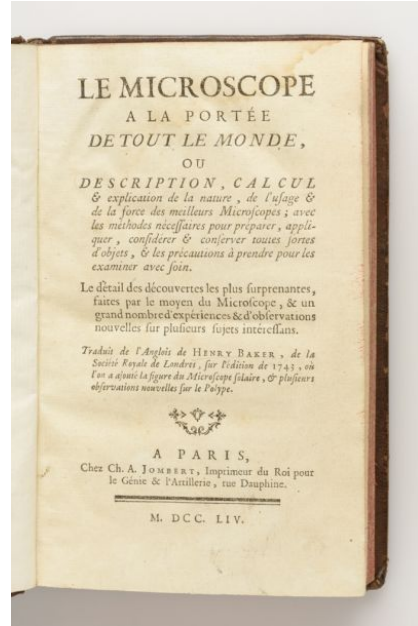 LE MICROSCOPE
A LA PORTÉE
DE TOUT LE MONDE,
OU
DESCRIPTION, CALCUL
& explication de la nature, de l'uſage &
de la force des meilleurs Microſcopes ; avec
les méthodes néceſſaires pour préparer, appli-
quer, conſidérer & conſerver toutes ſortes
d'objets, & les précautions à prendre pour les
examiner avec ſoin.
Le détail des découvertes les plus ſurprenantes,
faites par le moyen du Microſcope, & un
grand nombre d'expériences & d'obſervations
nouvelles ſur pluſieurs ſujets intéreſſans.
Traduit de l'Anglois de HENRY BAKER, de la
Société Royale de Londres, ſur l'édition de 1743, où
l'on a ajouté la figure du Microſcope ſolaire, & pluſieurs
obſervations nouvelles ſur le Polype.
A PARIS,
Chez Ch. A. JOMBERT, Imprimeur du Roi pour
le Génie & l'Artillerie, rue Dauphine.
M. DCC. LIV.